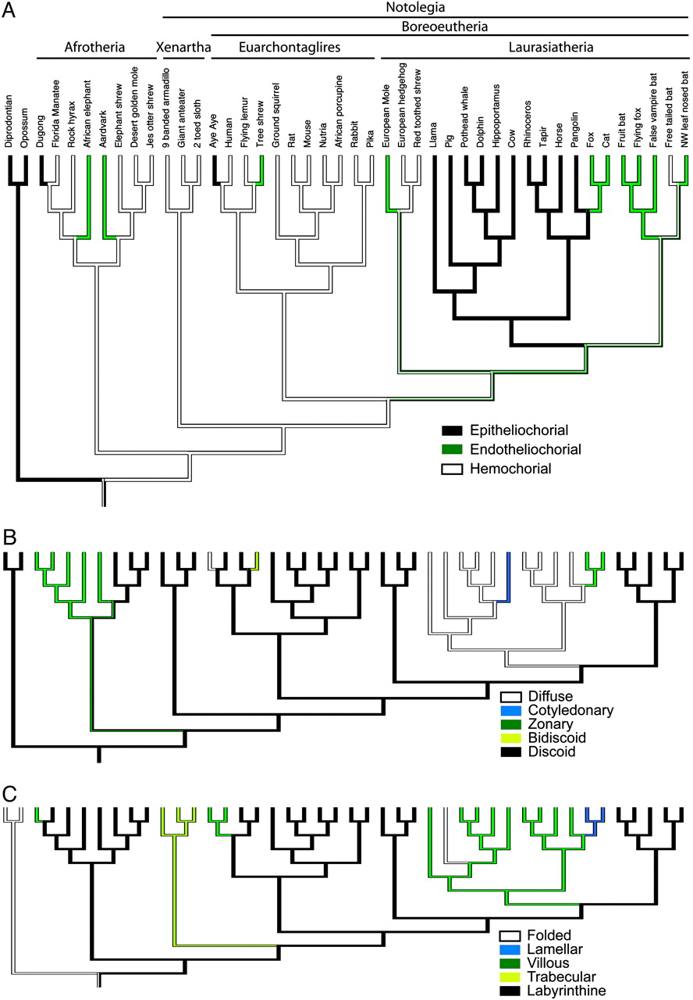 A
Notolegia
Boreoeutheria
Afrotheria
Xenartha
Euarchontaglires
Laurasiatheria
Diprodontian
Opossum
Dugong
Florida Manatee
Rock hyrax
African elephant
Aardvark
Elephant shrew
Desert golden mole
Jes otter shrew
9 banded armadillo
Giant anteater
2 toed sloth
Aye Aye
Human
Flying lemur
Tree shrew
Ground squirrel
Rat
Mouse
Nutria
African porcupine
Rabbit
Pika
European Mole
European hedgehog
Red toothed shrew
Llama
Pig
Pothead whale
Dolphin
Hippoportamus
Cow
Rhinoceros
Tapir
Horse
Pangolin
Fox
Cat
Fruit bat
Flying fox
False vampire bat
Free tailed bat
NW leaf nosed bat
Epitheliochorial
Endotheliochorial
Hemochorial
B
Diffuse
Cotyledonary
Zonary
Bidiscoid
Discoid
C
Folded
Lamellar
Villous
Trabecular
Labyrinthine